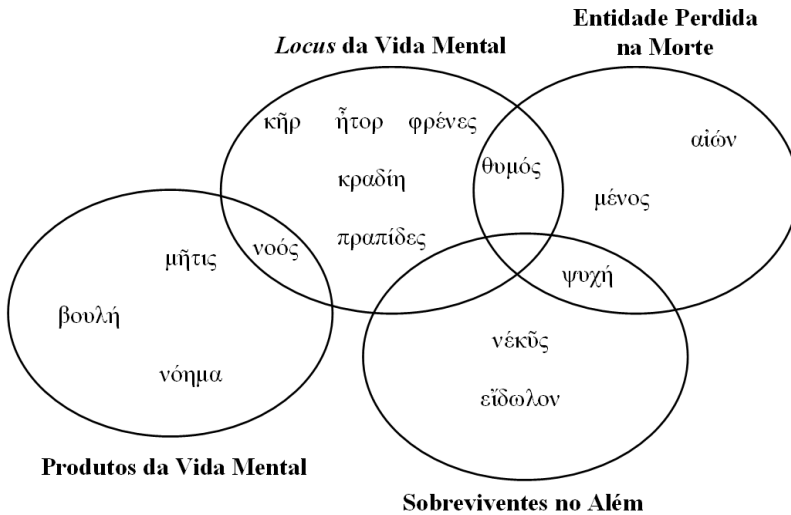 Locus da Vida Mental
Entidade Perdida
na Morte
κῆρ ἦτορ φρένες
κραδίη
πραπίδες
θυμός
αἰών
μένος
νοός
μῆτις
βουλή
νόημα
ψυχή
νέκῡς
εἴδωλον
Produtos da Vida Mental
Sobreviventes no Além